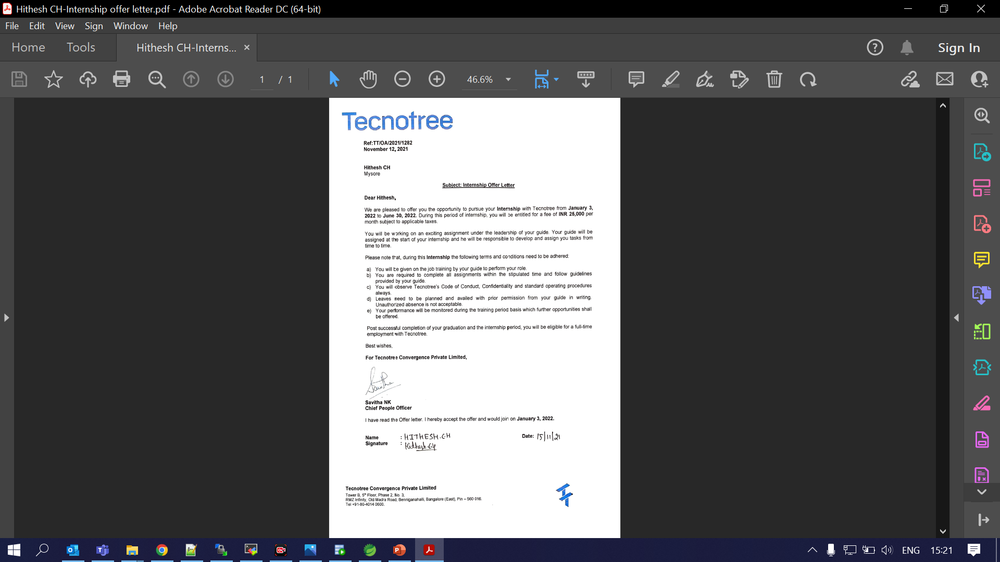 Hithesh CH-Internship offer letter.pdf - Adobe Acrobat Reader DC (64-bit)
File Edit View Sign Window Help
Home Tools Hithesh CH-Interns... × Sign In
1 / 1 46.6%
Tecnotree
Ref:TT/OA/2021/1282
November 12, 2021
Hithesh CH
Mysore
Subject: Internship Offer Letter
Dear Hithesh,
We are pleased to offer you the opportunity to pursue your Internship with Tecnotree from January 3,
2022 to June 30, 2022. During this period of internship, you will be entitled for a fee of INR 25,000 per
month subject to applicable taxes.
You will be working on an exciting assignment under the leadership of your guide. Your guide will be
assigned at the start of your internship and he will be responsible to develop and assign you tasks from
time to time.
Please note that, during this Internship the following terms and conditions need to be adhered:
a) You will be given on the job training by your guide to perform your role.
b) You are required to complete all assignments within the stipulated time and follow guidelines
provided by your guide.
c) You will observe Tecnotree's Code of Conduct, Confidentiality and standard operating procedures
always.
d) Leaves need to be planned and availed with prior permission from your guide in writing.
Unauthorized absence is not acceptable.
e) Your performance will be monitored during the training period basis which further opportunities shall
be offered.
Post successful completion of your graduation and the internship period, you will be eligible for a full-time
employment with Tecnotree.
Best wishes,
For Tecnotree Convergence Private Limited,
Savitha
Savitha NK
Chief People Officer
I have read the Offer letter. I hereby accept the offer and would join on January 3, 2022.
Name : HITHESH.CH Date: 15/11/21
Signature : Hithesh.CH
Tecnotree Convergence Private Limited
Tower B, 5th Floor, Phase 2, No. 3,
RMZ Infinity, Old Madra Road, Benniganahalli, Bangalore (East), Pin – 560 016.
Tel +91-80-4014 0600.
ENG 15:21